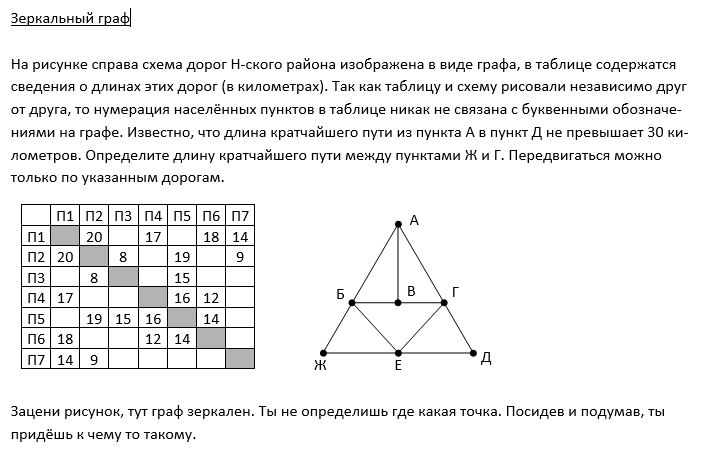 Зеркальный граф
На рисунке справа схема дорог Н-ского района изображена в виде графа, в таблице содержатся
сведения о длинах этих дорог (в километрах). Так как таблицу и схему рисовали независимо друг
от друга, то нумерация населённых пунктов в таблице никак не связана с буквенными обозначе-
ниями на графе. Известно, что длина кратчайшего пути из пункта А в пункт Д не превышает 30 ки-
лометров. Определите длину кратчайшего пути между пунктами Ж и Г. Передвигаться можно
только по указанным дорогам.
П1 П2 П3 П4 П5 П6 П7
П1 20 17 18 14
П2 20 8 19 9
П3 8 15
П4 17 16 12
П5 19 15 16 14
П6 18 12 14
П7 14 9
А
Б В Г
Ж Е Д
Зацени рисунок, тут граф зеркален. Ты не определишь где какая точка. Посидев и подумав, ты
придёшь к чему то такому.